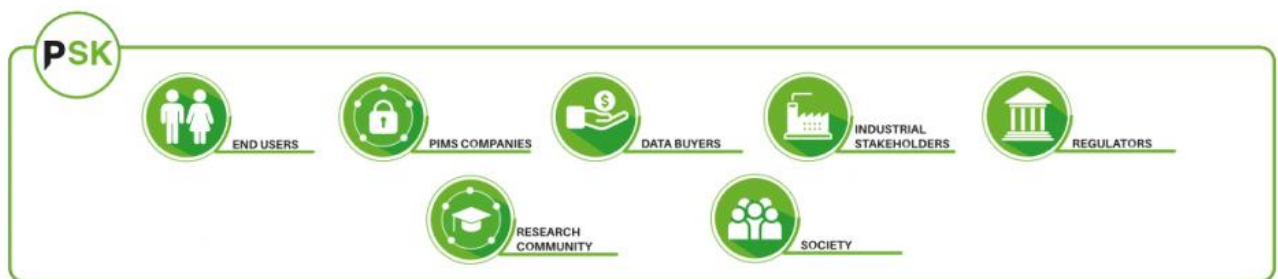 PSK
END USERS
PIMS COMPANIES
$
DATA BUYERS
INDUSTRIAL
STAKEHOLDERS
REGULATORS
RESEARCH
COMMUNITY
SOCIETY